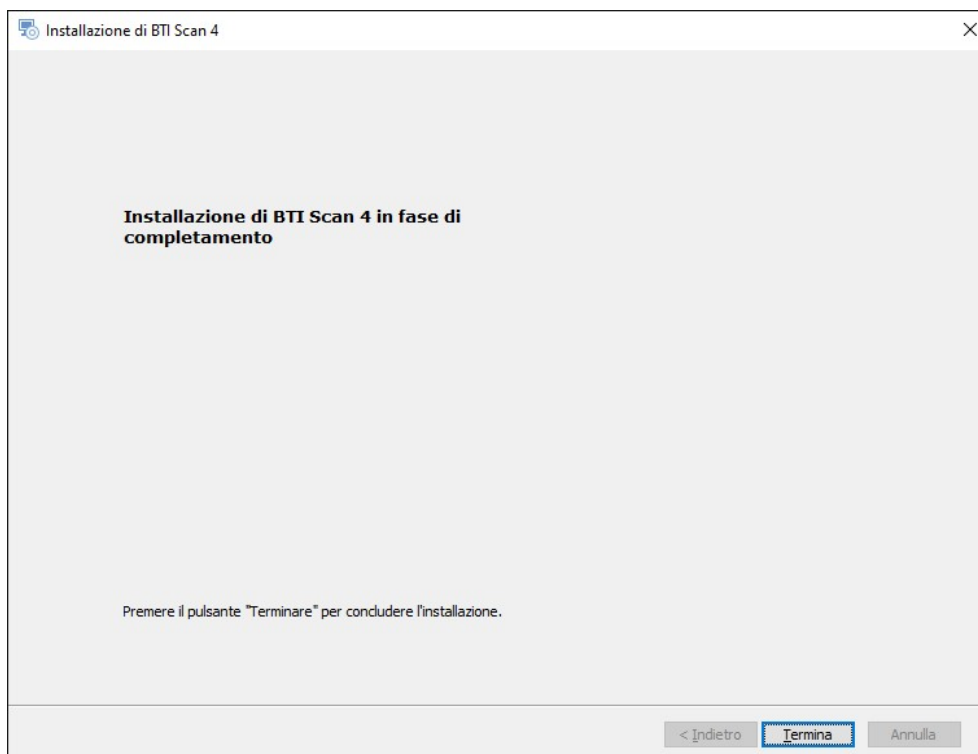 Installazione di BTI Scan 4
Installazione di BTI Scan 4 in fase di
completamento
Premere il pulsante "Terminare" per concludere l'installazione.
< Indietro
Termina
Annulla